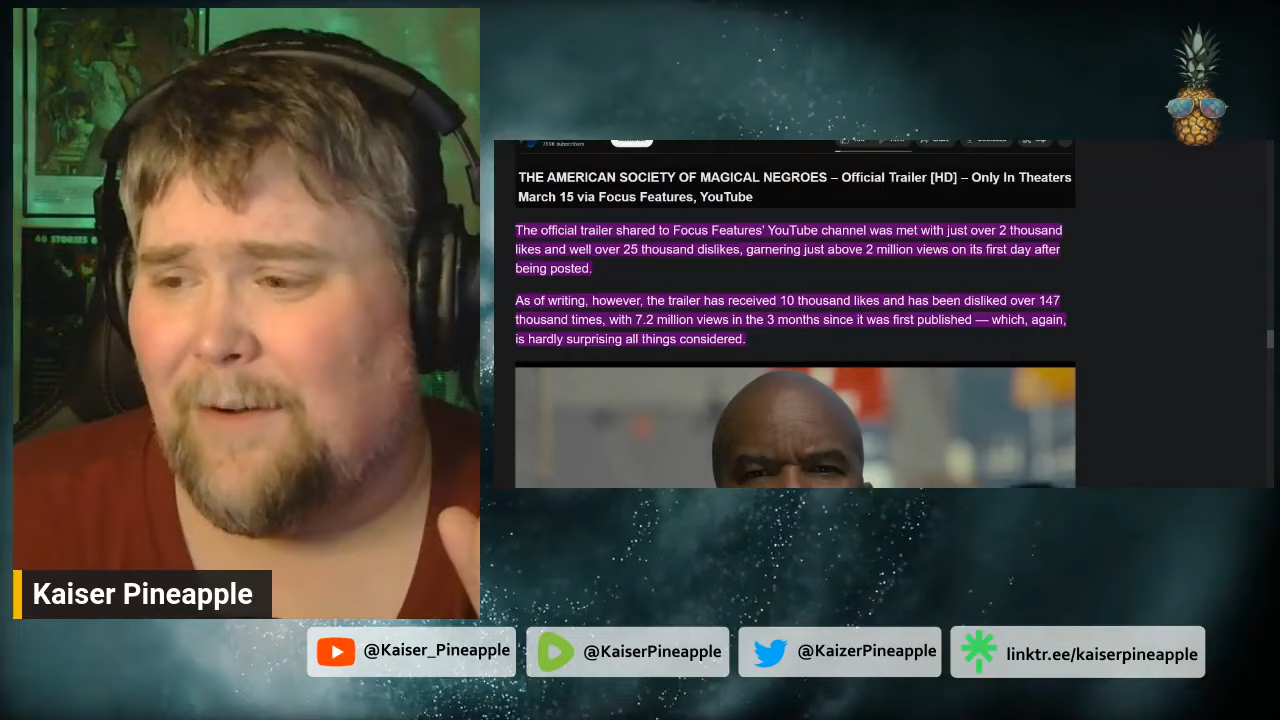 40 STORIES O
subscribers
THE AMERICAN SOCIETY OF MAGICAL NEGROES – Official Trailer [HD] – Only In Theaters
March 15 via Focus Features, YouTube
The official trailer shared to Focus Features' YouTube channel was met with just over 2 thousand
likes and well over 25 thousand dislikes, garnering just above 2 million views on its first day after
being posted.
As of writing, however, the trailer has received 10 thousand likes and has been disliked over 147
thousand times, with 7.2 million views in the 3 months since it was first published — which, again,
is hardly surprising all things considered.
Kaiser Pineapple
@Kaiser_Pineapple
@KaiserPineapple
@KaizerPineapple
linktr.ee/kaiserpineapple